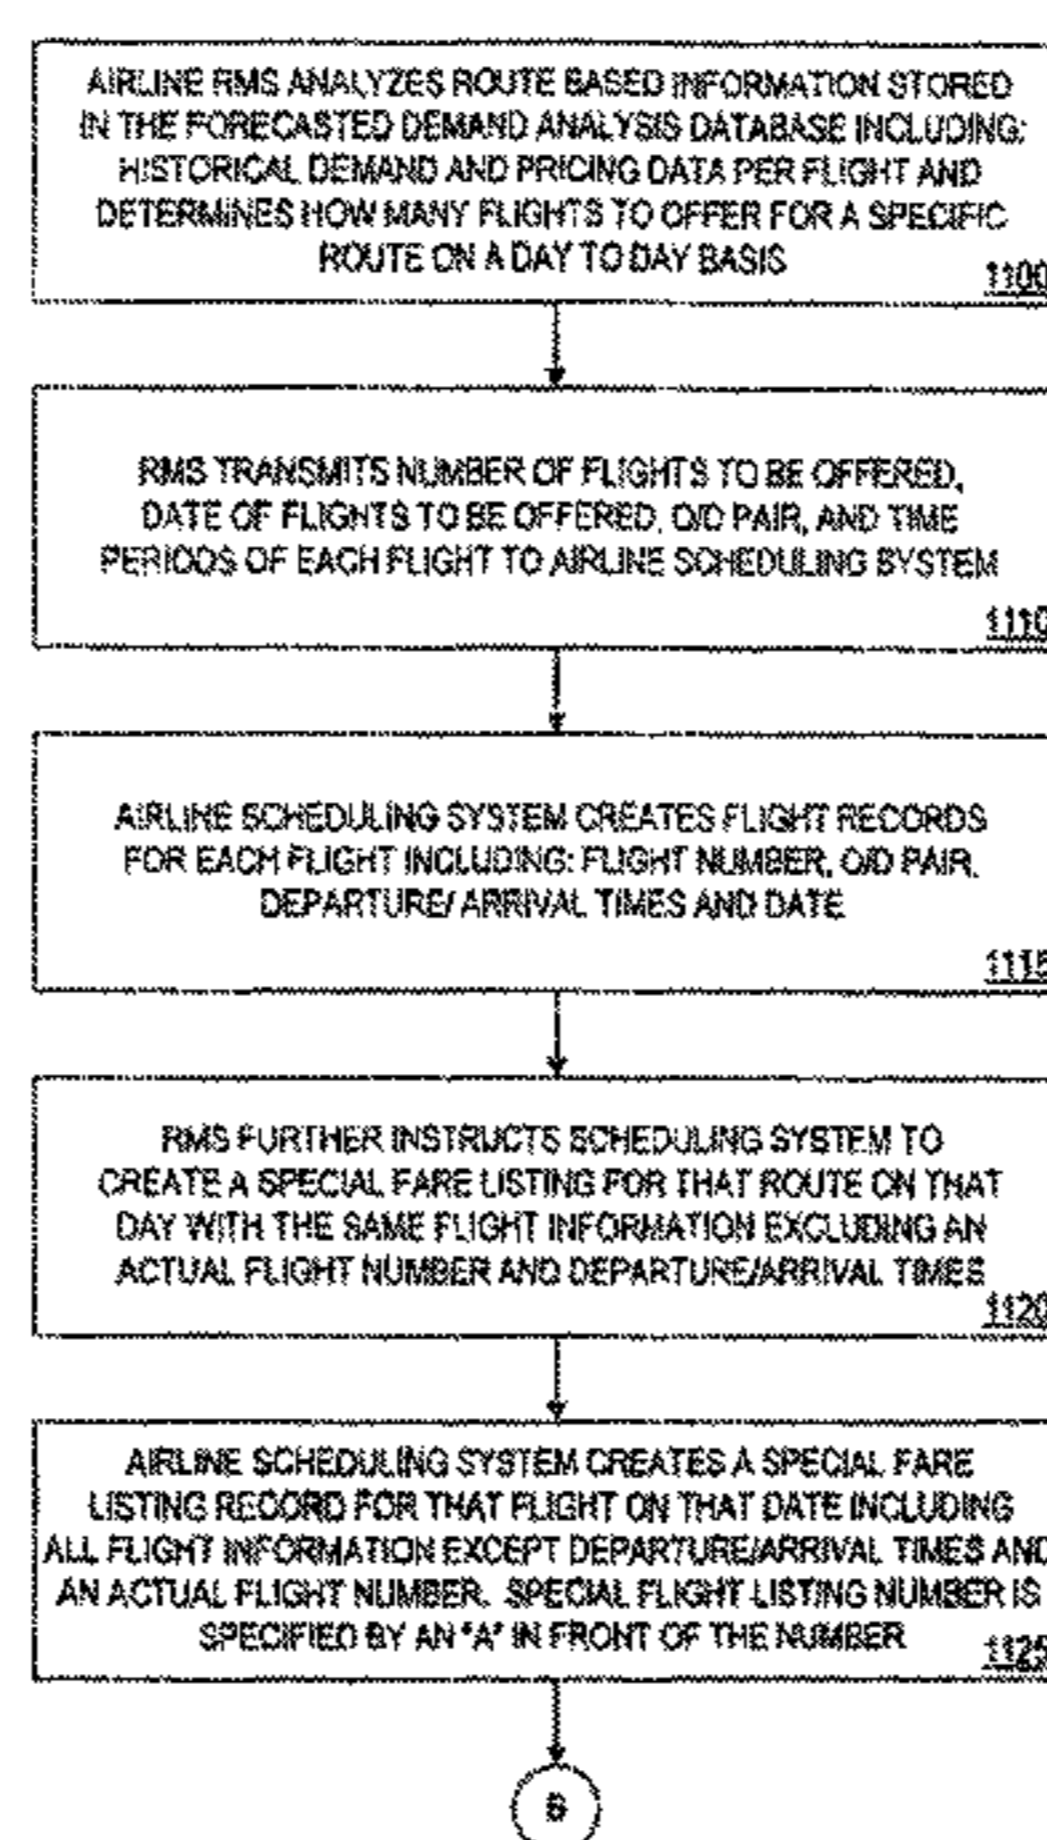 AIRLINE RMS ANALYZES ROUTE BASED INFORMATION STORED
IN THE FORECASTED DEMAND ANALYSIS DATABASE INCLUDING:
HISTORICAL DEMAND AND PRICING DATA PER FLIGHT AND
DETERMINES HOW MANY FLIGHTS TO OFFER FOR A SPECIFIC
ROUTE ON A DAY TO DAY BASIS
1100
RMS TRANSMITS NUMBER OF FLIGHTS TO BE OFFERED,
DATE OF FLIGHTS TO BE OFFERED, O/D PAIR, AND TIME
PERIODS OF EACH FLIGHT TO AIRLINE SCHEDULING SYSTEM
1110
AIRLINE SCHEDULING SYSTEM CREATES FLIGHT RECORDS
FOR EACH FLIGHT INCLUDING: FLIGHT NUMBER, O/D PAIR,
DEPARTURE/ ARRIVAL TIMES AND DATE
1115
RMS FURTHER INSTRUCTS SCHEDULING SYSTEM TO
CREATE A SPECIAL FARE LISTING FOR THAT ROUTE ON THAT
DAY WITH THE SAME FLIGHT INFORMATION EXCLUDING AN
ACTUAL FLIGHT NUMBER AND DEPARTURE/ARRIVAL TIMES
1120
AIRLINE SCHEDULING SYSTEM CREATES A SPECIAL FARE
LISTING RECORD FOR THAT FLIGHT ON THAT DATE INCLUDING
ALL FLIGHT INFORMATION EXCEPT DEPARTURE/ARRIVAL TIMES AND
AN ACTUAL FLIGHT NUMBER. SPECIAL FLIGHT LISTING NUMBER IS
SPECIFIED BY AN "A" IN FRONT OF THE NUMBER
1125